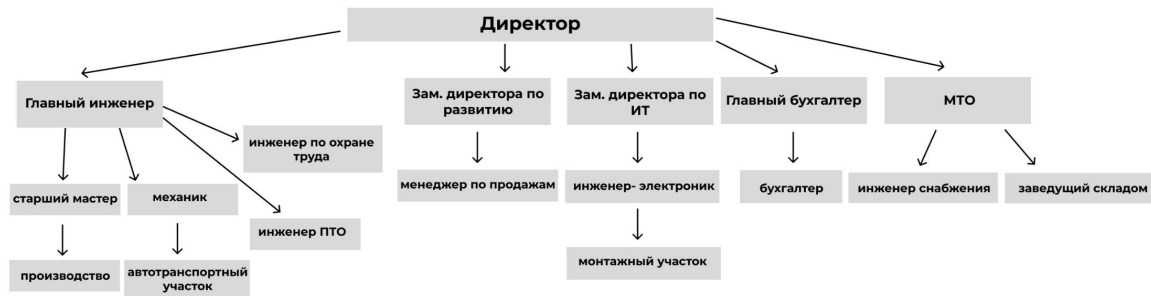 Директор
Главный инженер
Зам. директора по
развитию
Зам. директора по
ИТ
Главный бухгалтер
МТО
инженер по охране
труда
старший мастер
механик
менеджер по продажам
инженер- электроник
бухгалтер
инженер снабжения
заведущий складом
инженер ПТО
производство
автотранспортный
участок
монтажный участок